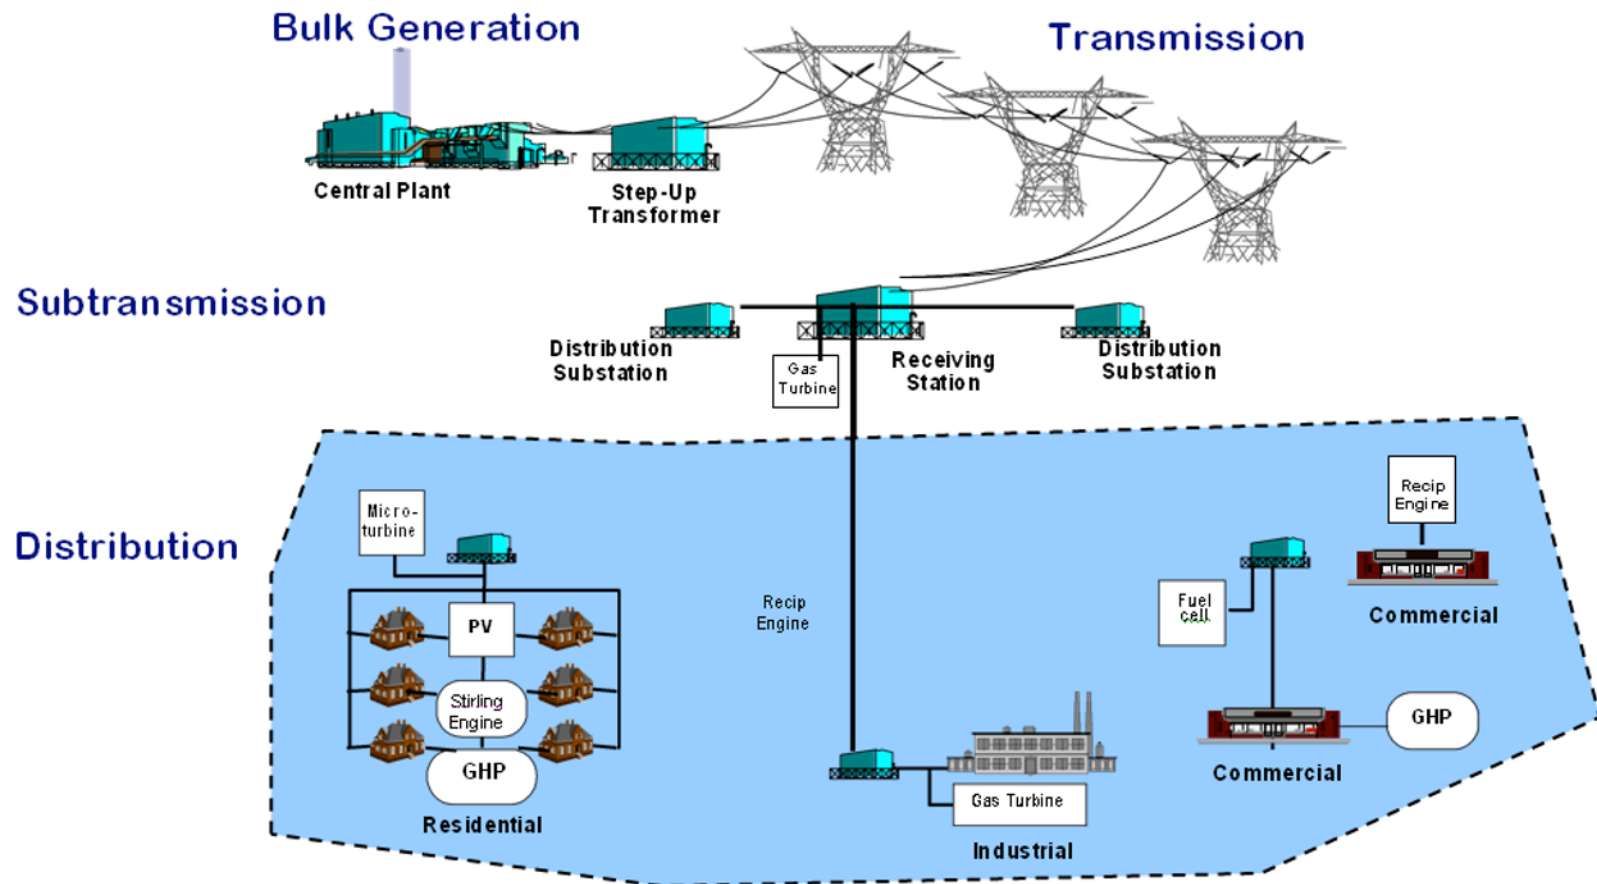 Bulk Generation
Transmission
Central Plant
Step-Up
Transformer
Subtransmission
Distribution
Substation
Gas
Turbine
Receiving
Station
Distribution
Substation
Distribution
Micro-
turbine
PV
Stirling
Engine
GHP
Residential
Recip
Engine
Gas Turbine
Industrial
Fuel
cell
Recip
Engine
Commercial
GHP
Commercial